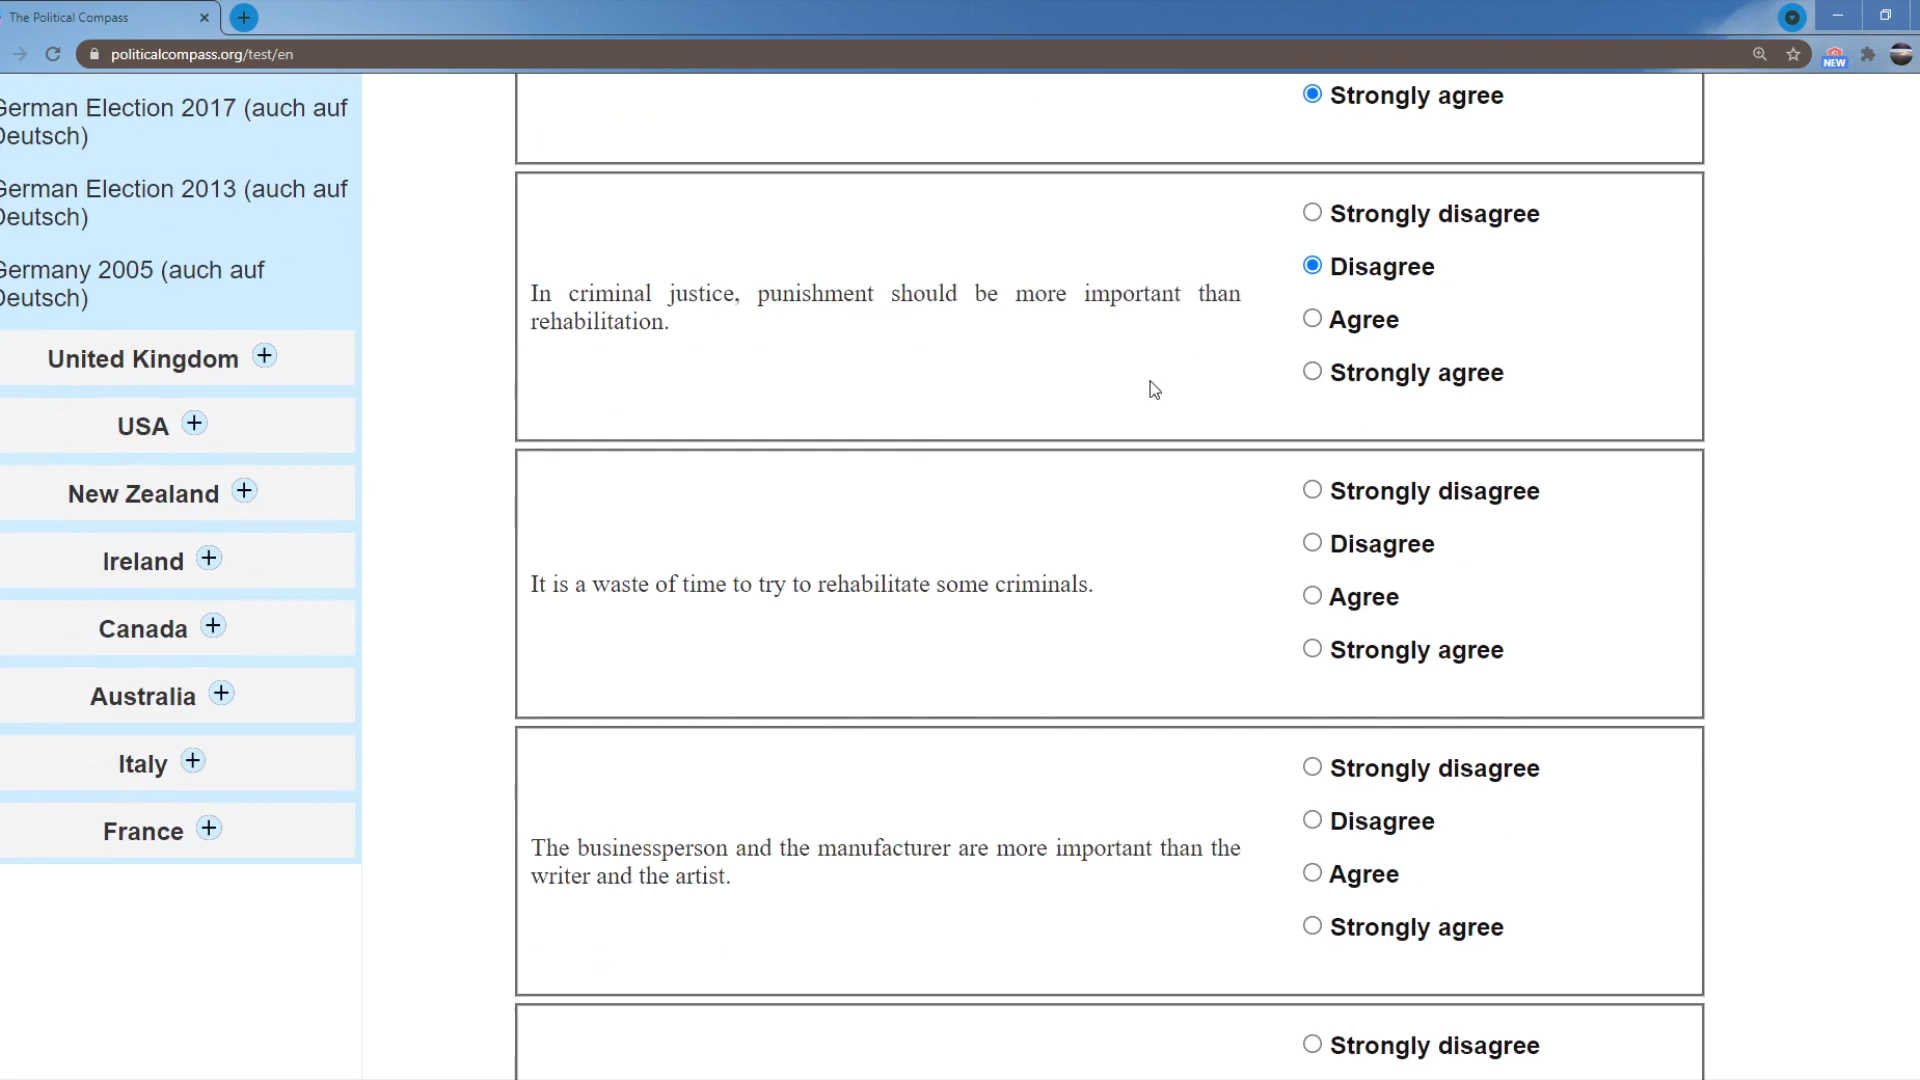 The Political Compass
politicalcompass.org/test/en
NEW
German Election 2017 (auch auf
Deutsch)
German Election 2013 (auch auf
Deutsch)
Germany 2005 (auch auf
Deutsch)
United Kingdom
USA
New Zealand
Ireland
Canada
Australia
Italy
France
Strongly agree
In criminal justice, punishment should be more important than
rehabilitation.
Strongly disagree
Disagree
Agree
Strongly agree
It is a waste of time to try to rehabilitate some criminals.
Strongly disagree
Disagree
Agree
Strongly agree
The businessperson and the manufacturer are more important than the
writer and the artist.
Strongly disagree
Disagree
Agree
Strongly agree
Strongly disagree